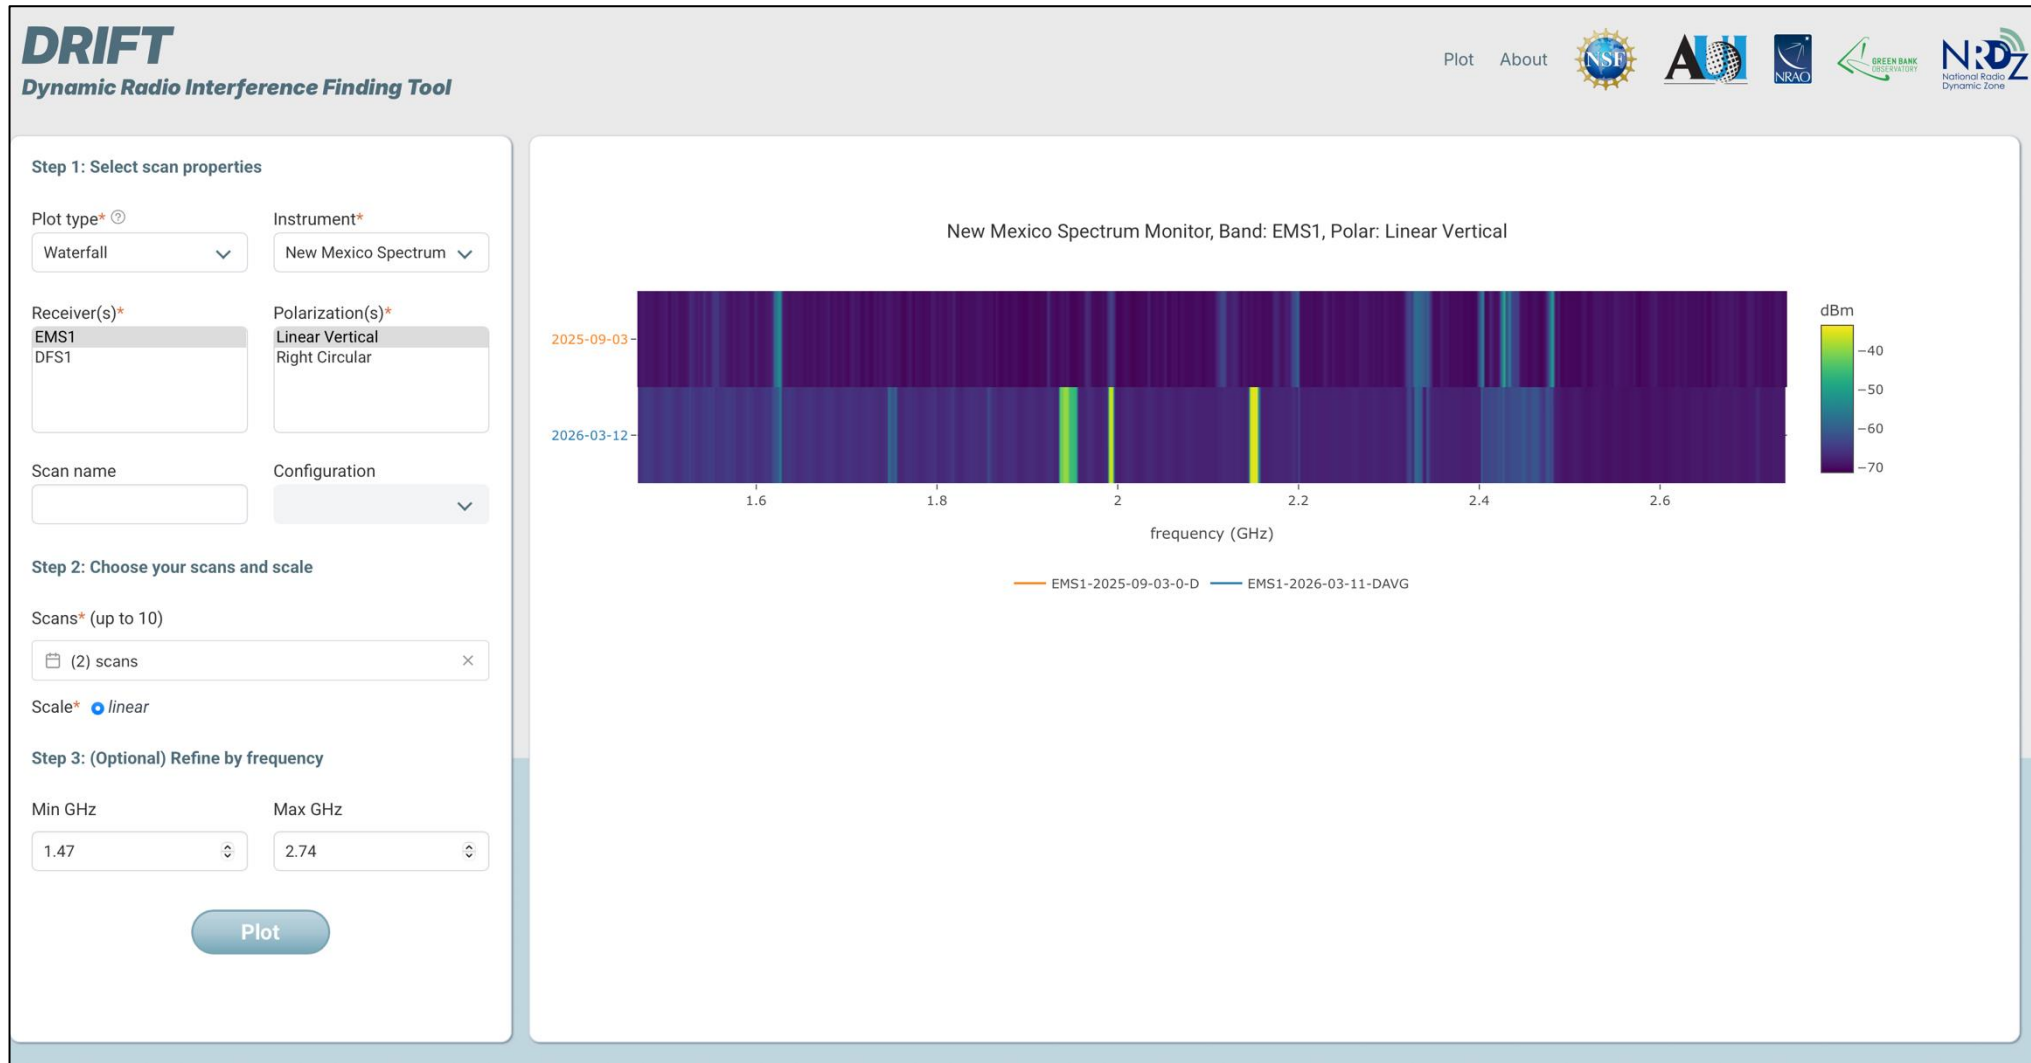 DRIFT
Dynamic Radio Interference Finding Tool
Plot About
NSF
AUI
NRAO
GREEN BANK
OBSERVATORY
NRDZ
National Radio
Dynamic Zone
Step 1: Select scan properties
Plot type*
Instrument*
Waterfall
New Mexico Spectrum
Receiver(s)*
Polarization(s)*
EMS1
DFS1
Linear Vertical
Right Circular
Scan name
Configuration
Step 2: Choose your scans and scale
Scans* (up to 10)
(2) scans
Scale* linear
Step 3: (Optional) Refine by frequency
Min GHz
Max GHz
1.47
2.74
Plot
New Mexico Spectrum Monitor, Band: EMS1, Polar: Linear Vertical
2025-09-03
2026-03-12
1.6 1.8 2 2.2 2.4 2.6
frequency (GHz)
dBm
−40
−50
−60
−70
EMS1-2025-09-03-0-D EMS1-2026-03-11-DAVG